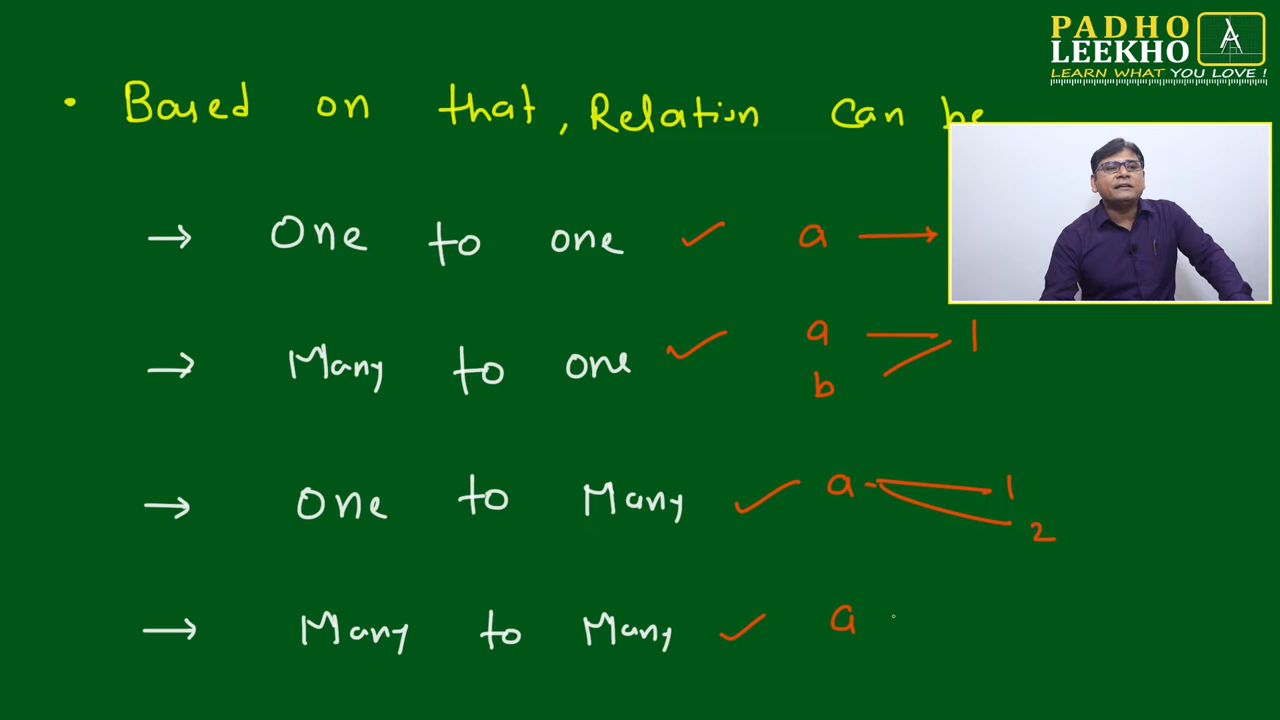 PADHO
LEEKHO
LEARN WHAT YOU LOVE !
• Based on that, Relation can be
→ One to one ✓ a →
→ Many to one ✓ a 1
b
→ One to Many ✓ a 1
2
→ Many to Many ✓ a